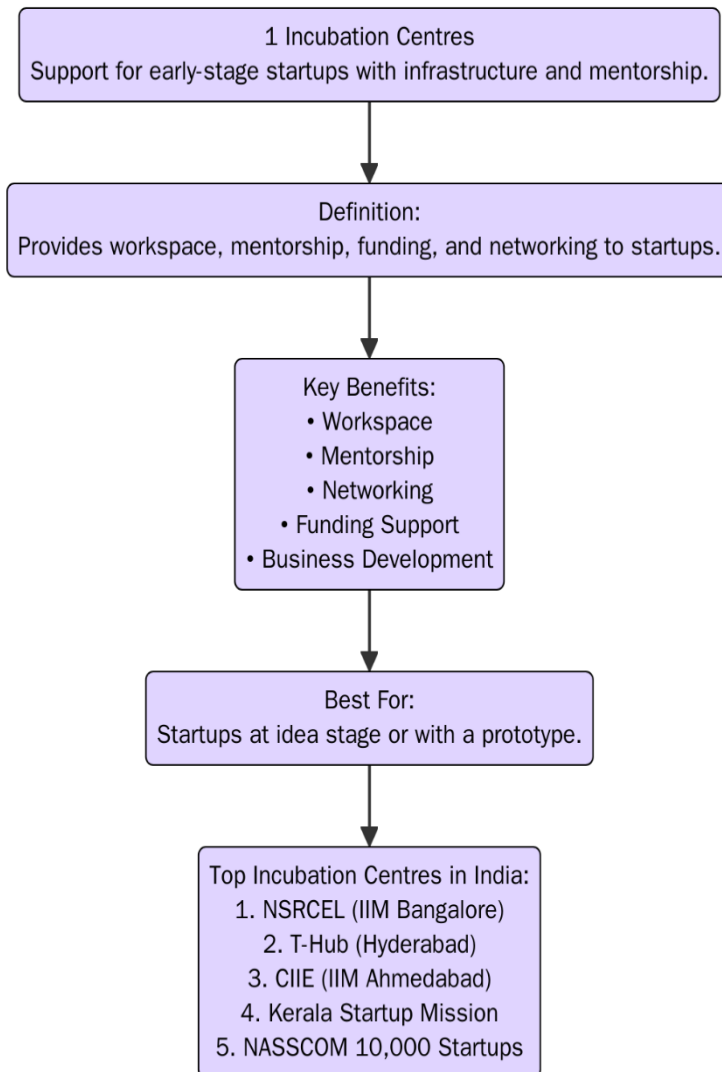 1 Incubation Centres
Support for early-stage startups with infrastructure and mentorship.
Definition:
Provides workspace, mentorship, funding, and networking to startups.
Key Benefits:
• Workspace
• Mentorship
• Networking
• Funding Support
• Business Development
Best For:
Startups at idea stage or with a prototype.
Top Incubation Centres in India:
1. NSRCEL (IIM Bangalore)
2. T-Hub (Hyderabad)
3. CIIE (IIM Ahmedabad)
4. Kerala Startup Mission
5. NASSCOM 10,000 Startups